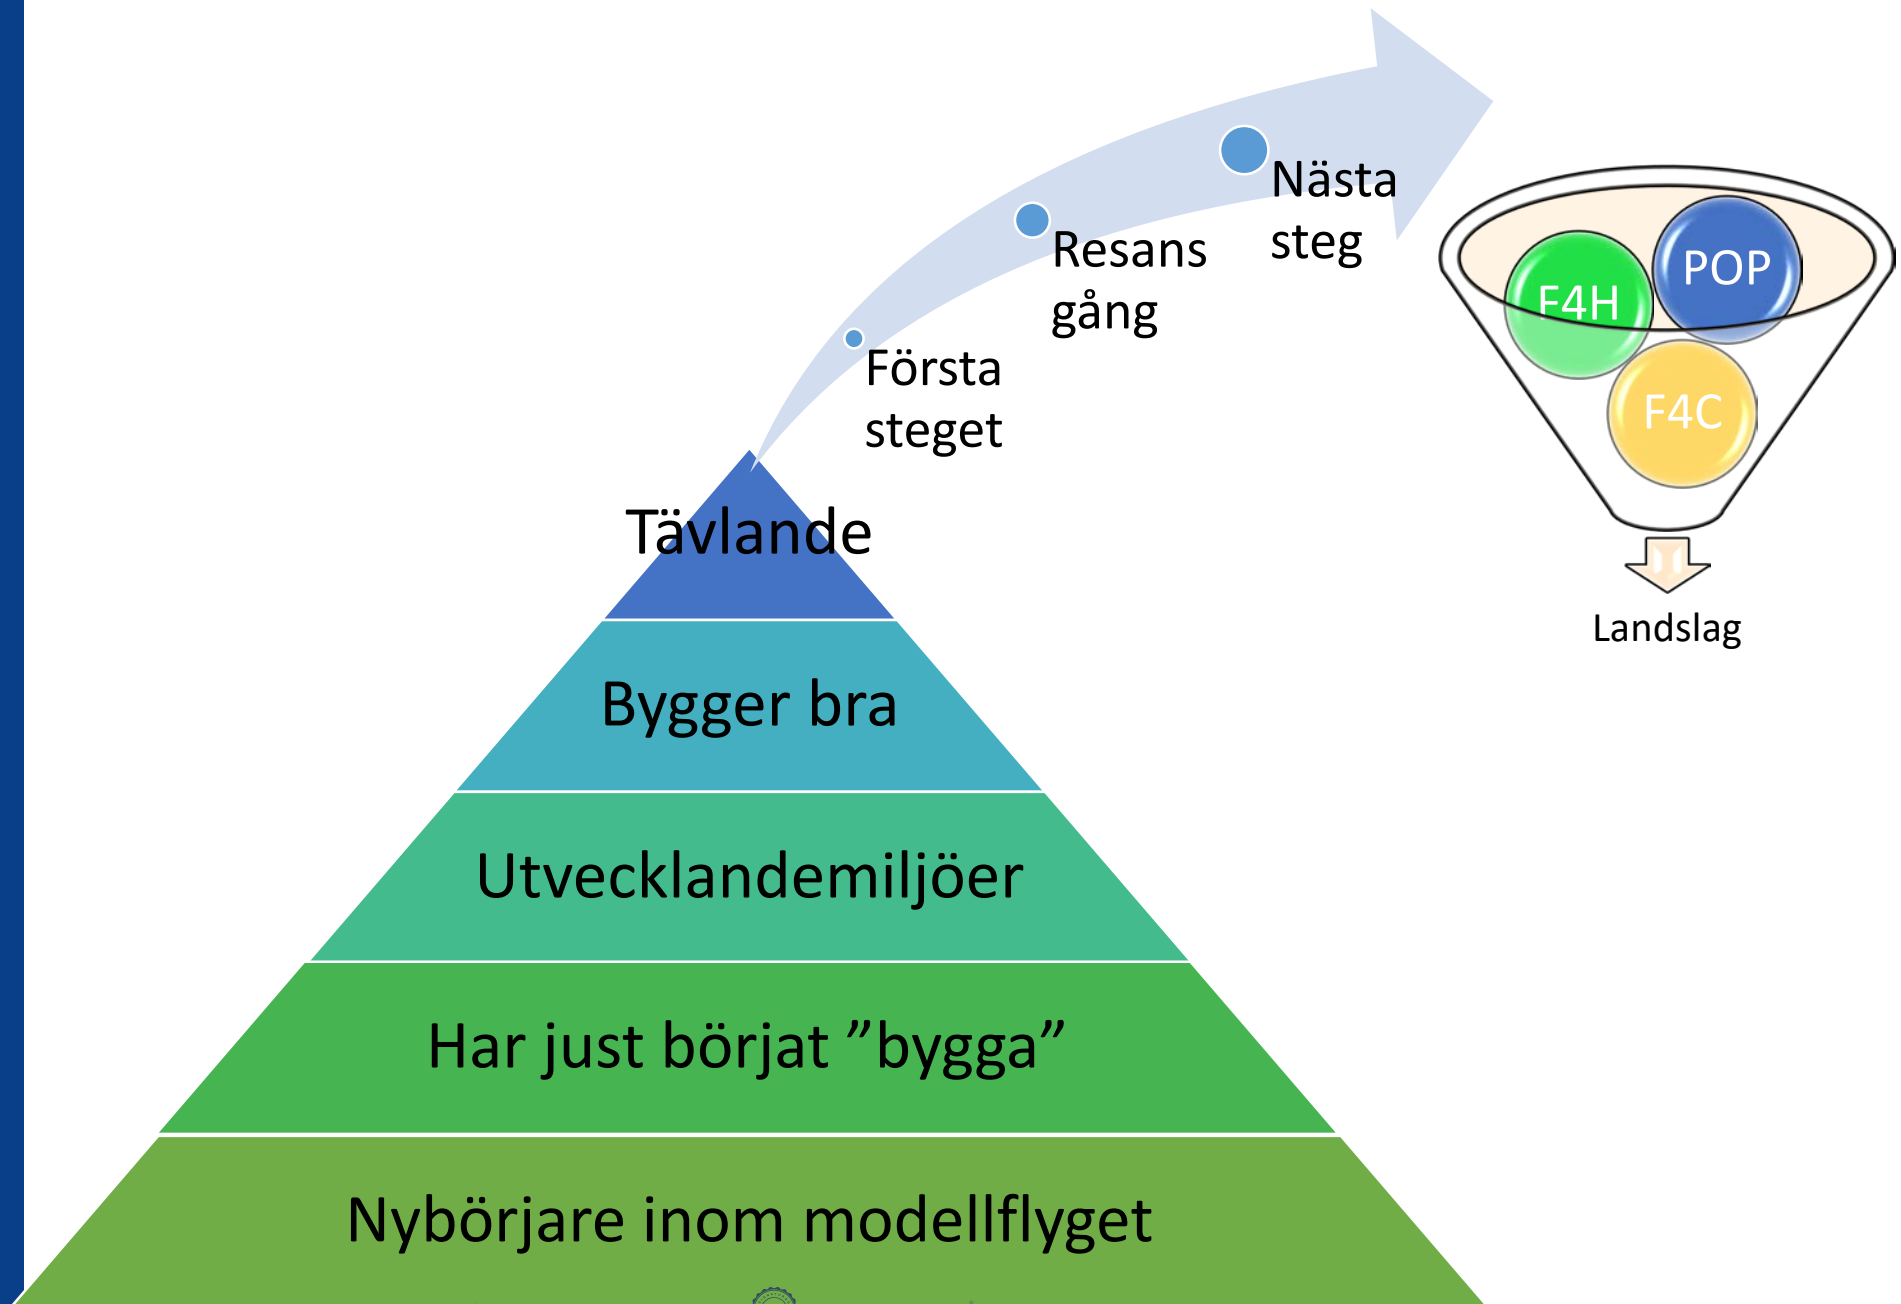 Nästa
steg
Resans
gång
Första
steget
POP
F4H
F4C
Landslag
Tävlande
Bygger bra
Utvecklandemiljöer
Har just börjat ”bygga”
Nybörjare inom modellflyget